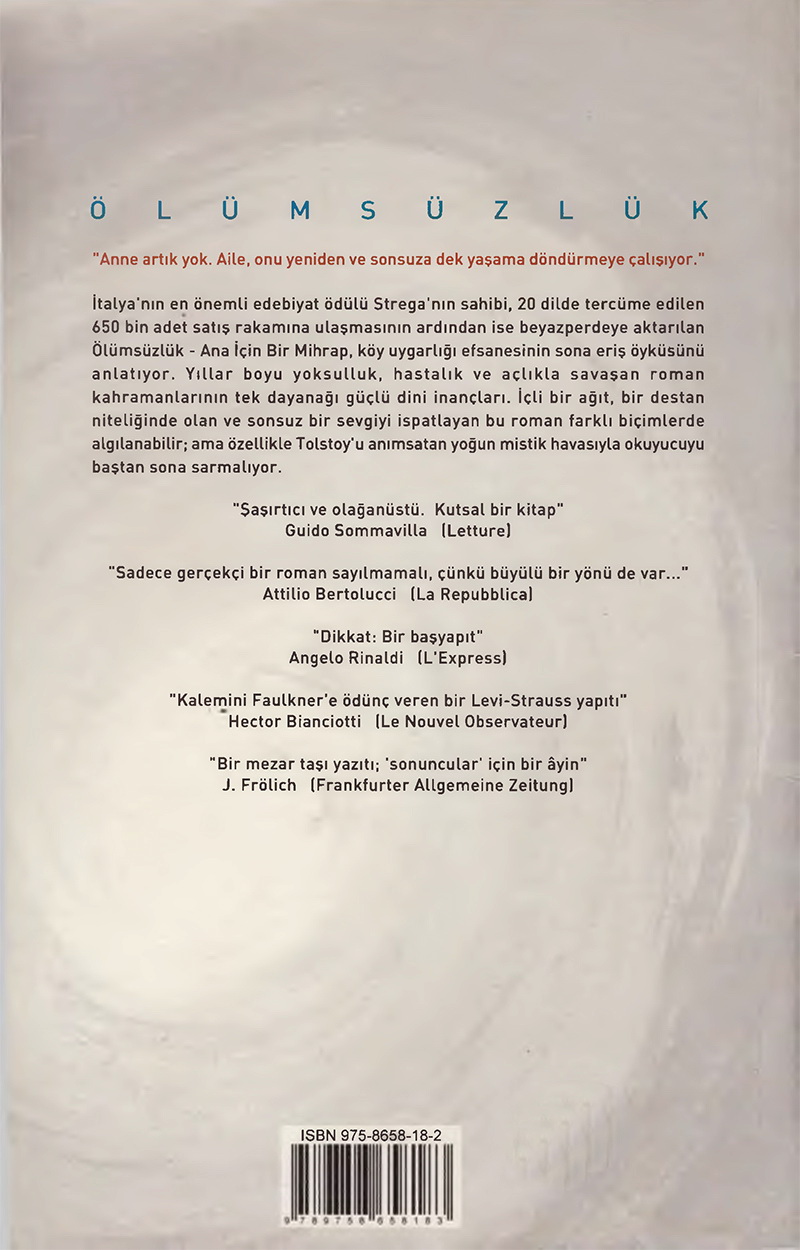 ÖLÜMSÜZLÜK
"Anne artık yok. Aile, onu yeniden ve sonsuza dek yaşama döndürmeye çalışıyor."
İtalya'nın en önemli edebiyat ödülü Strega'nın sahibi, 20 dilde tercüme edilen
650 bin adet satış rakamına ulaşmasının ardından ise beyazperdeye aktarılan
Ölümsüzlük - Ana İçin Bir Mihrap, köy uygarlığı efsanesinin sona eriş öyküsünü
anlatıyor. Yıllar boyu yoksulluk, hastalık ve açlıkla savaşan roman
kahramanlarının tek dayanağı güçlü dini inançları. İçli bir ağıt, bir destan
niteliğinde olan ve sonsuz bir sevgiyi ispatlayan bu roman farklı biçimlerde
algılanabilir; ama özellikle Tolstoy'u anımsatan yoğun mistik havasıyla okuyucuyu
baştan sona sarmalıyor.
"Şaşırtıcı ve olağanüstü. Kutsal bir kitap"
Guido Sommavilla (Letture)
"Sadece gerçekçi bir roman sayılmamalı, çünkü büyülü bir yönü de var..."
Attilio Bertolucci (La Repubblica)
"Dikkat: Bir başyapıt"
Angelo Rinaldi (L'Express)
"Kalemini Faulkner'e ödünç veren bir Levi-Strauss yapıtı"
Hector Bianciotti (Le Nouvel Observateur)
"Bir mezar taşı yazıtı; 'sonuncular' için bir âyin"
J. Frölich (Frankfurter Allgemeine Zeitung)
ISBN 975-8658-18-2
9789758658183